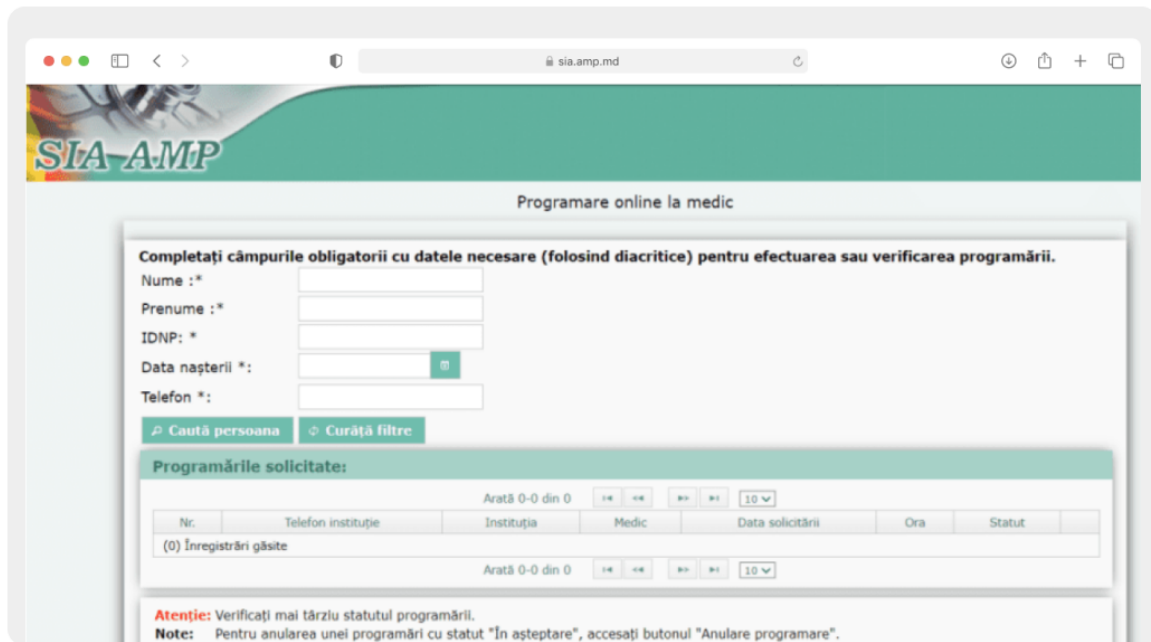 sia.amp.md
SIA AMP
Programare online la medic
Completați câmpurile obligatorii cu datele necesare (folosind diacritice) pentru efectuarea sau verificarea programării.
Nume :*
Prenume :*
IDNP: *
Data nașterii *:
Telefon *:
Caută persoana Curăță filtre
Programările solicitate:
Arată 0-0 din 0 10
Nr. Telefon instituție Instituția Medic Data solicitării Ora Statut
(0) Înregistrări găsite
Arată 0-0 din 0 10
Atenție: Verificați mai târziu statutul programării.
Note: Pentru anularea unei programări cu statut "În așteptare", accesați butonul "Anulare programare".